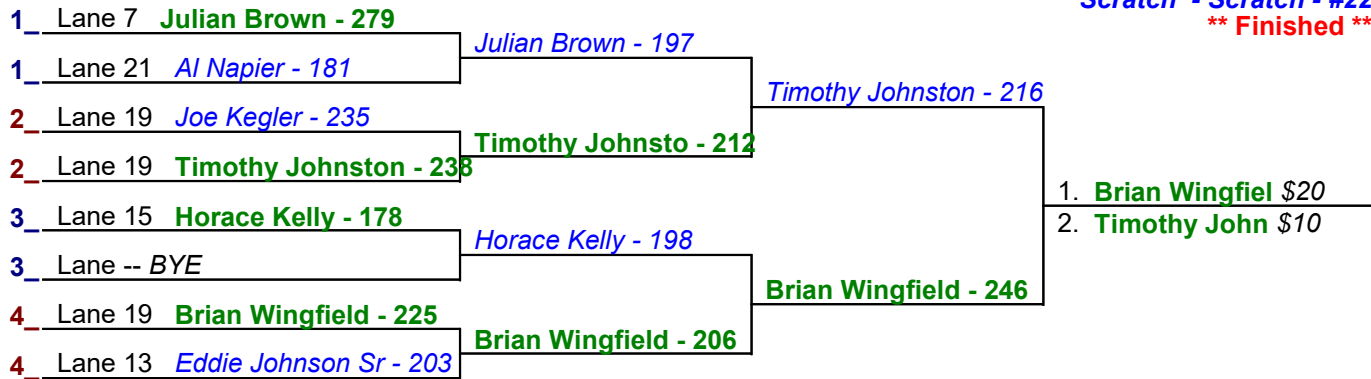 Scratch - Scratch - #22
** Finished **
1_ Lane 7 Julian Brown - 279
1_ Lane 21 Al Napier - 181
2_ Lane 19 Joe Kegler - 235
2_ Lane 19 Timothy Johnston - 238
3_ Lane 15 Horace Kelly - 178
3_ Lane -- BYE
4_ Lane 19 Brian Wingfield - 225
4_ Lane 13 Eddie Johnson Sr - 203
Julian Brown - 197
Timothy Johnsto - 212
Horace Kelly - 198
Brian Wingfield - 206
Timothy Johnston - 216
Brian Wingfield - 246
1. Brian Wingfiel $20
2. Timothy John $10